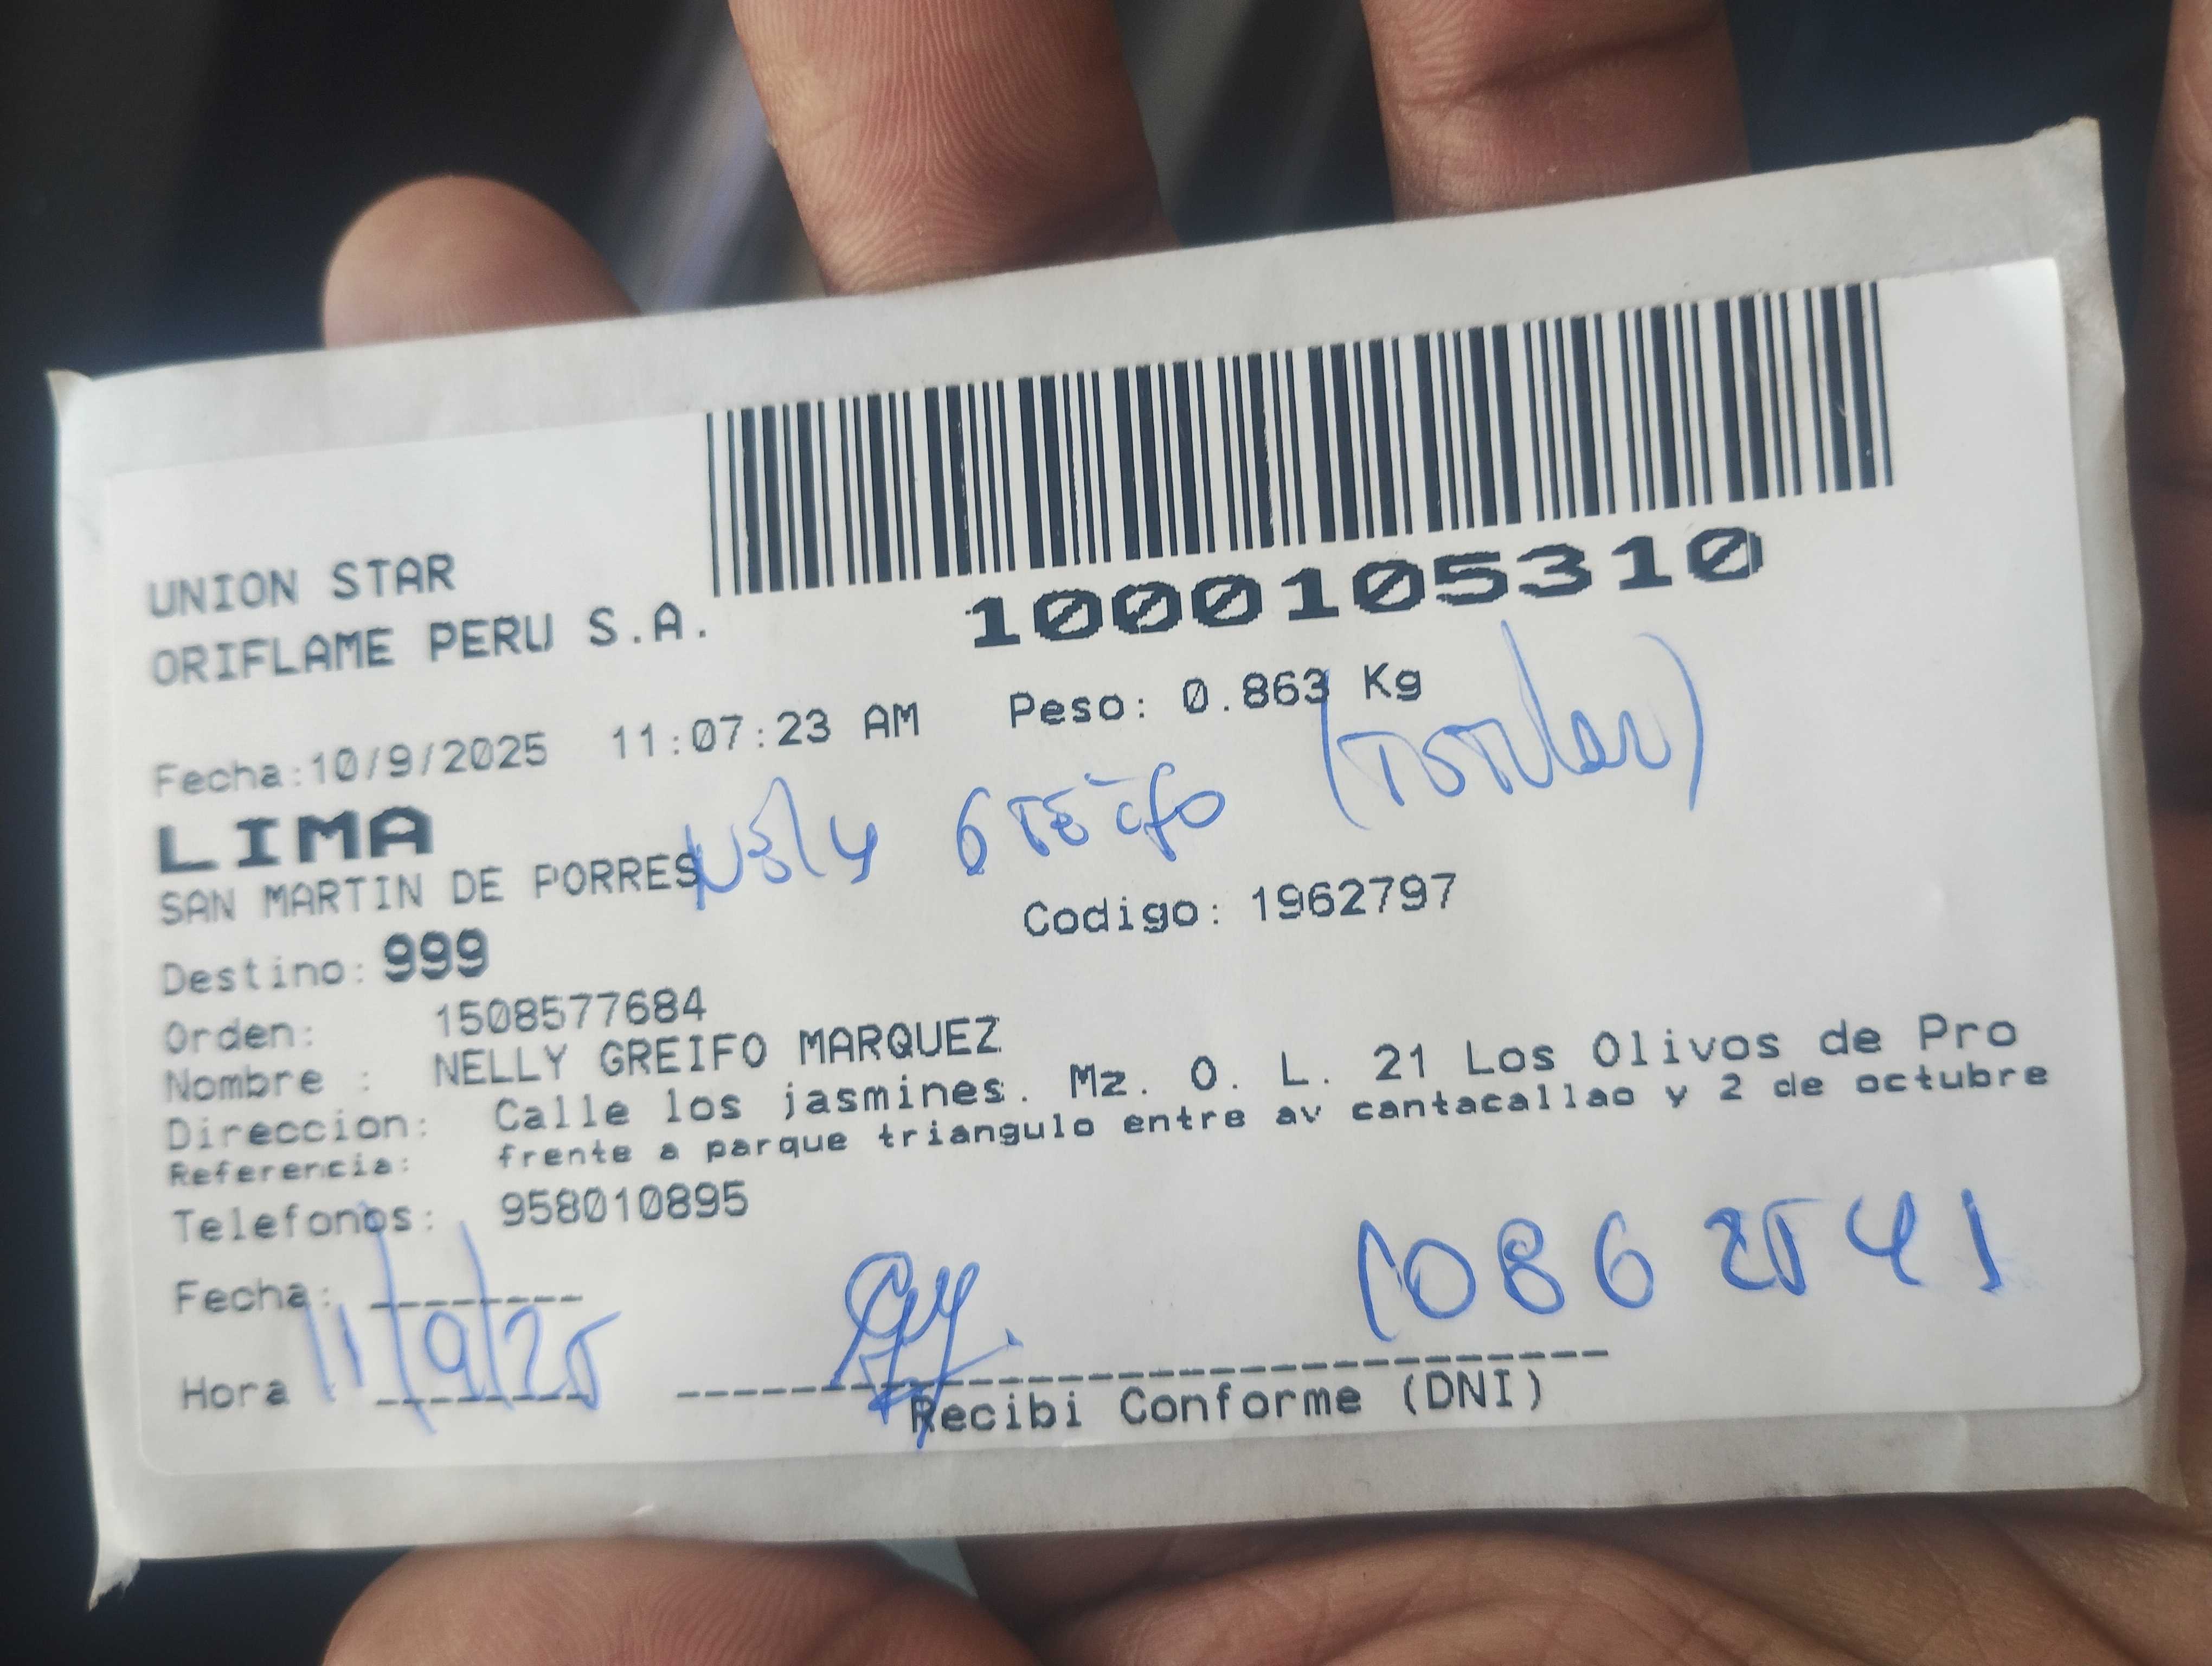 UNION STAR
ORIFLAME PERU S.A.
1000105310
Fecha:10/9/2025 11:07:23 AM Peso: 0.863 Kg
LIMA
(Titular)
SAN MARTIN DE PORRES
Nely Greifo
Destino: 999 Codigo: 1962797
Orden: 1508577684
Nombre : NELLY GREIFO MARQUEZ
Direccion: Calle los jasmines. Mz. O. L. 21 Los Olivos de Pro
Referencia: frente a parque triangulo entre av cantacallao y 2 de octubre
Telefonos: 958010895
Fecha: 11/9/25
10862541
Hora
Recibi Conforme (DNI)